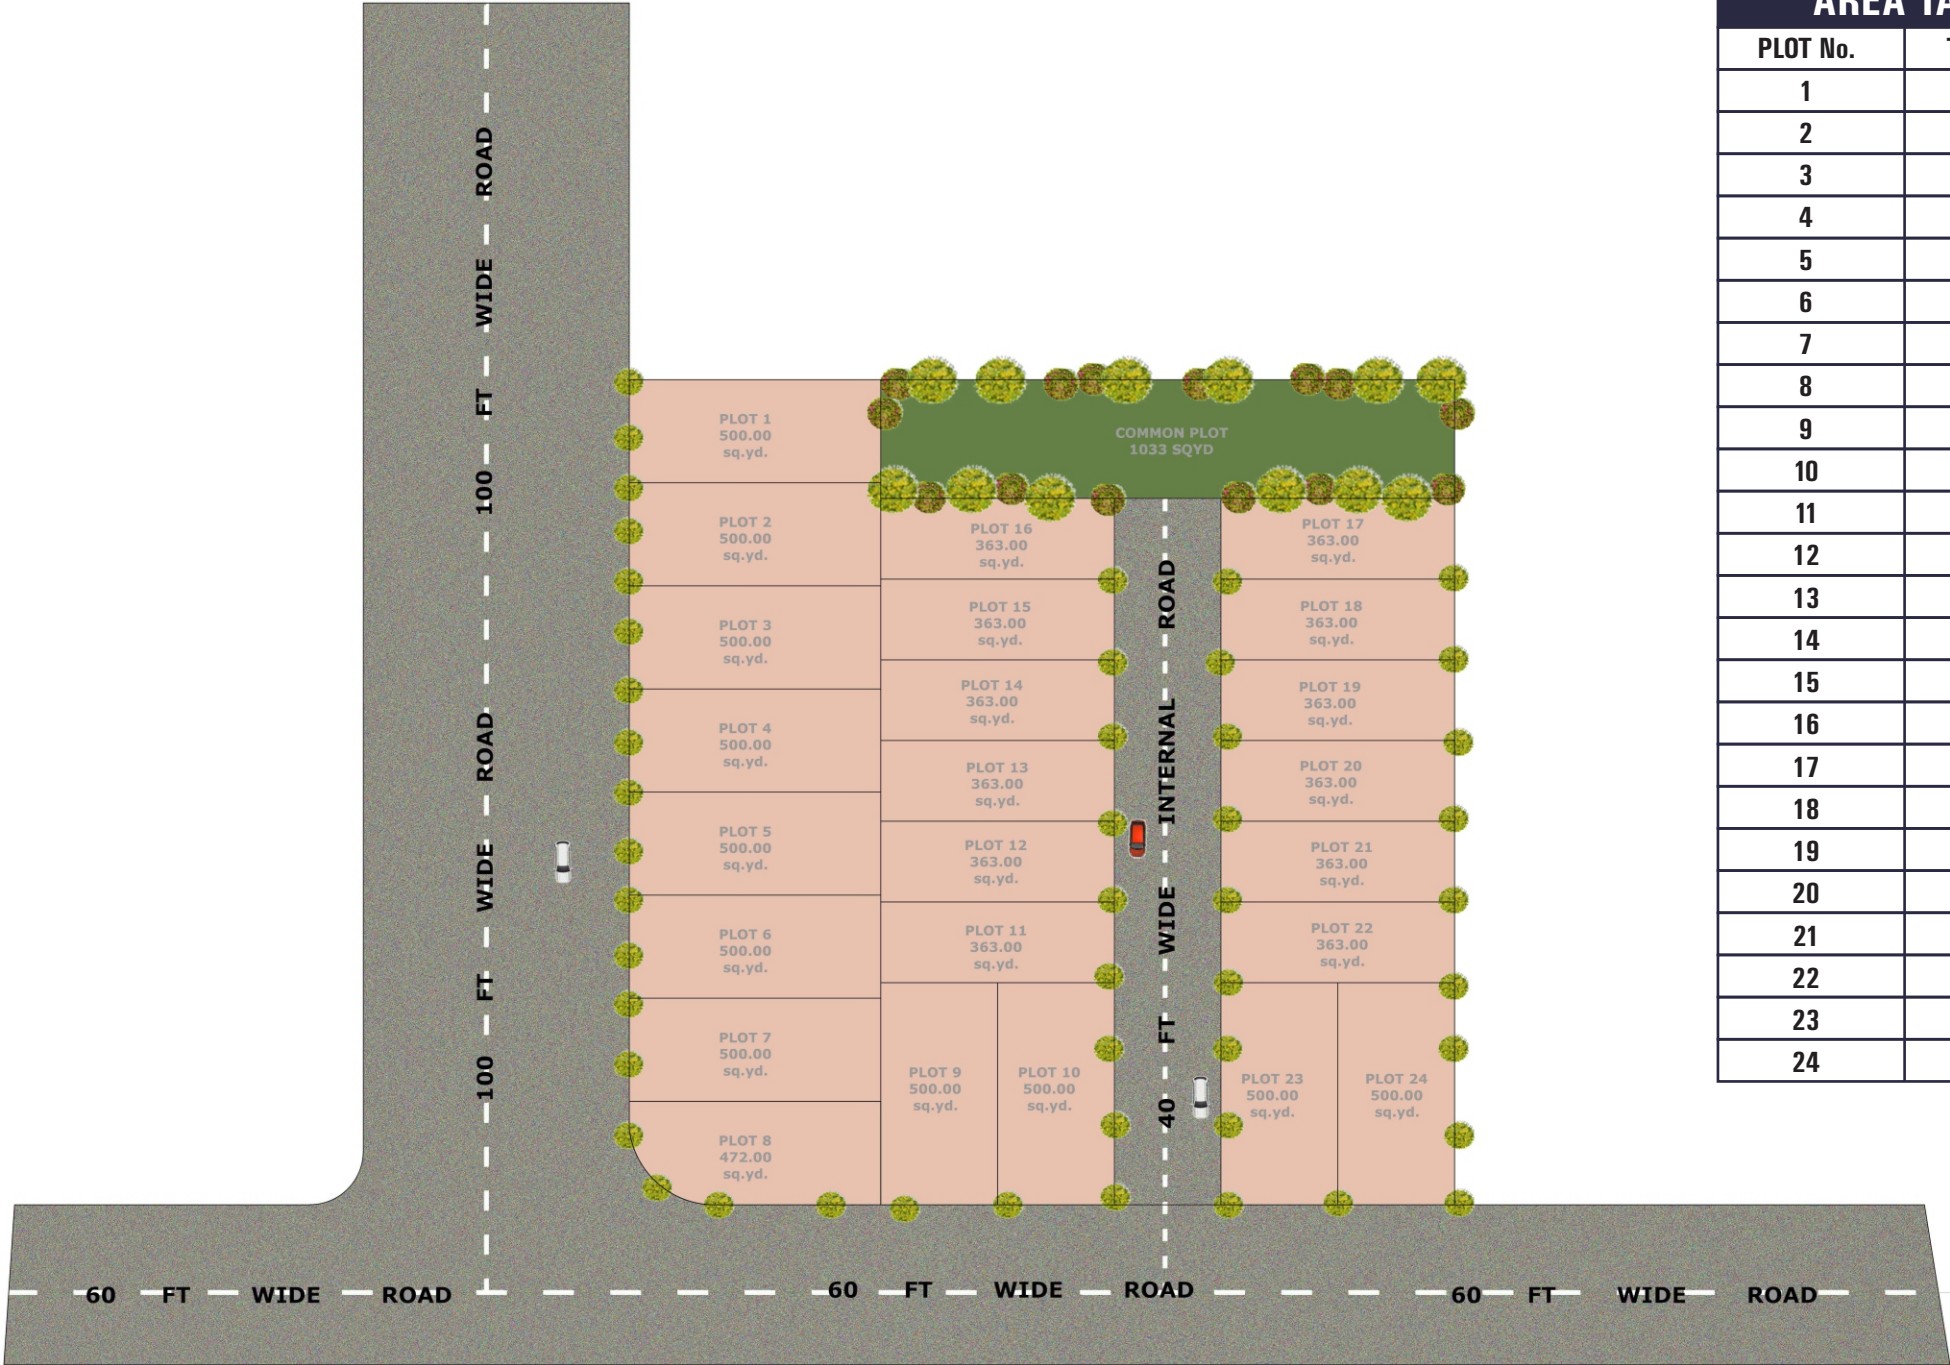 100 FT WIDE ROAD
100 FT WIDE ROAD
PLOT 1
500.00
sq.yd.
PLOT 2
500.00
sq.yd.
PLOT 3
500.00
sq.yd.
PLOT 4
500.00
sq.yd.
PLOT 5
500.00
sq.yd.
PLOT 6
500.00
sq.yd.
PLOT 7
500.00
sq.yd.
PLOT 8
472.00
sq.yd.
COMMON PLOT
1033 SQYD
PLOT 16
363.00
sq.yd.
PLOT 15
363.00
sq.yd.
PLOT 14
363.00
sq.yd.
PLOT 13
363.00
sq.yd.
PLOT 12
363.00
sq.yd.
PLOT 11
363.00
sq.yd.
PLOT 9
500.00
sq.yd.
PLOT 10
500.00
sq.yd.
40 FT WIDE INTERNAL ROAD
PLOT 17
363.00
sq.yd.
PLOT 18
363.00
sq.yd.
PLOT 19
363.00
sq.yd.
PLOT 20
363.00
sq.yd.
PLOT 21
363.00
sq.yd.
PLOT 22
363.00
sq.yd.
PLOT 23
500.00
sq.yd.
PLOT 24
500.00
sq.yd.
60 FT WIDE ROAD
60 FT WIDE ROAD
60 FT WIDE ROAD
AREA
PLOT No.
1
2
3
4
5
6
7
8
9
10
11
12
13
14
15
16
17
18
19
20
21
22
23
24